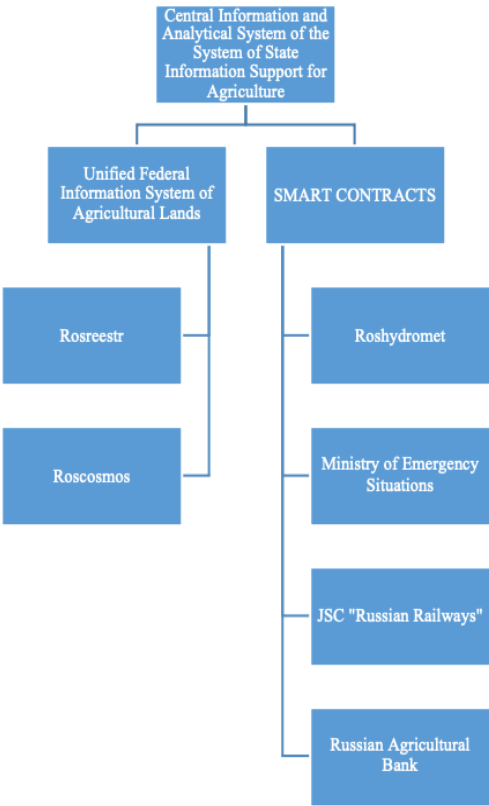 Central Information and
Analytical System of the
System of State
Information Support for
Agriculture
Unified Federal
Information System of
Agricultural Lands
SMART CONTRACTS
Rosreestr
Roscosmos
Roshydromet
Ministry of Emergency
Situations
JSC "Russian Railways"
Russian Agricultural
Bank